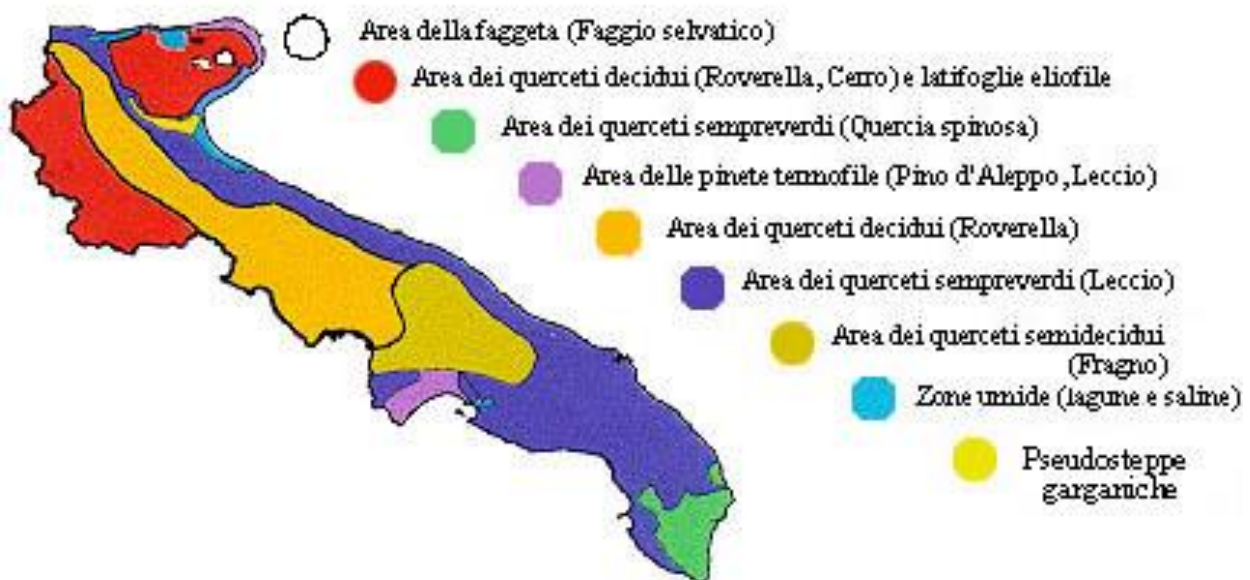 Area della faggeta (Faggio selvatico)
Area dei querceti decidui (Roverella, Cerro) e latifoglie eliofile
Area dei querceti sempreverdi (Quercia spinosa)
Area delle pinete termofile (Pino d'Aleppo, Leccio)
Area dei querceti decidui (Roverella)
Area dei querceti sempreverdi (Leccio)
Area dei querceti semidecidui
(Fragno)
Zone umide (lagune e saline)
Pseudosteppe
garganiche